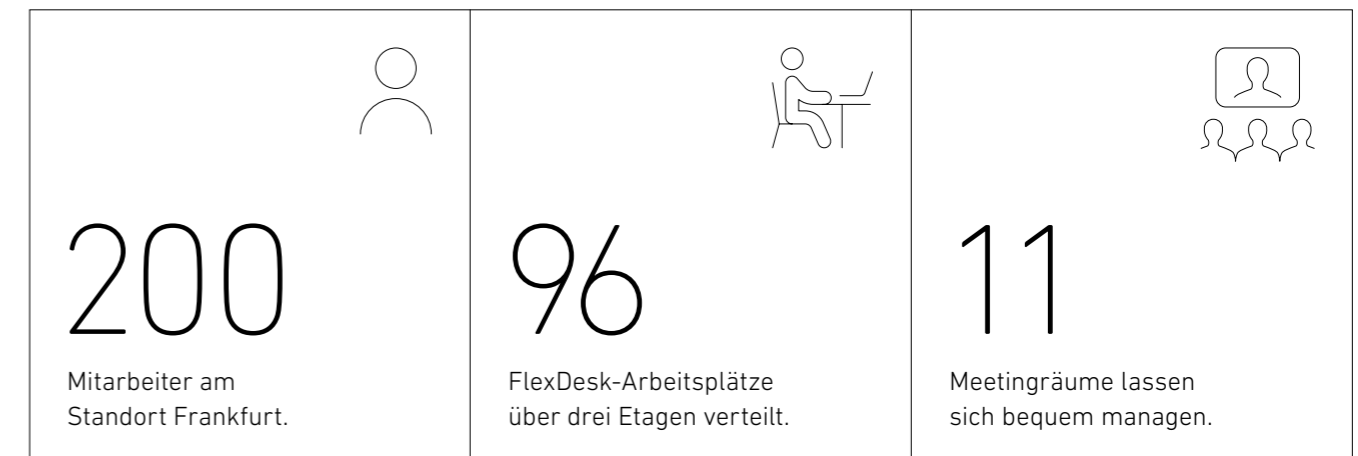 200
Mitarbeiter am
Standort Frankfurt.
96
FlexDesk-Arbeitsplätze
über drei Etagen verteilt.
11
Meetingräume lassen
sich bequem managen.